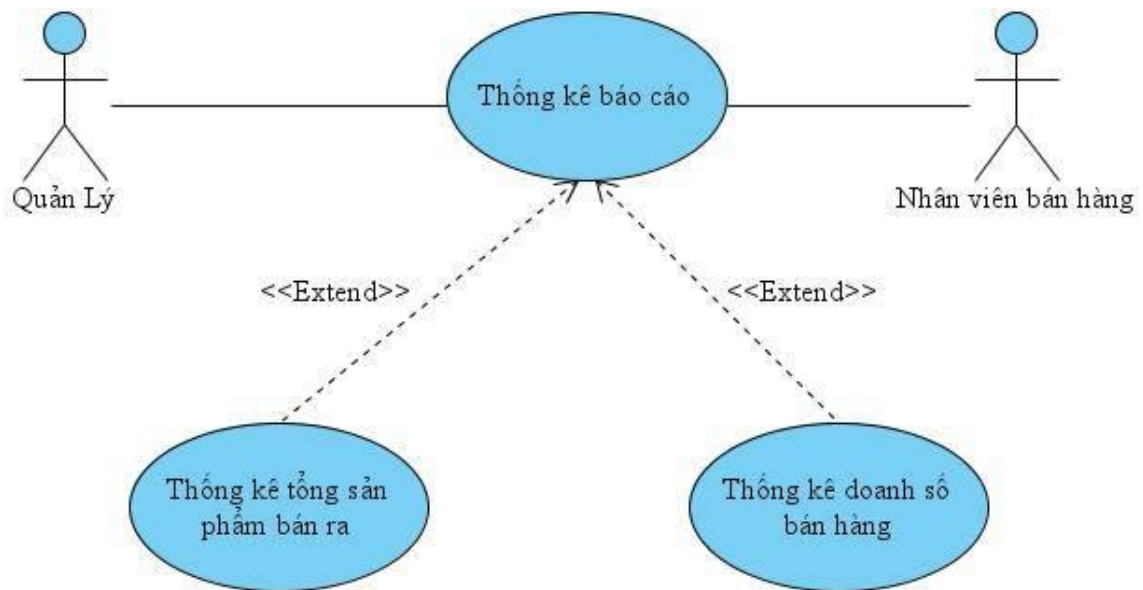 Thống kê báo cáo
Quản Lý
Nhân viên bán hàng
<<Extend>>
<<Extend>>
Thống kê tổng sản
phẩm bán ra
Thống kê doanh số
bán hàng